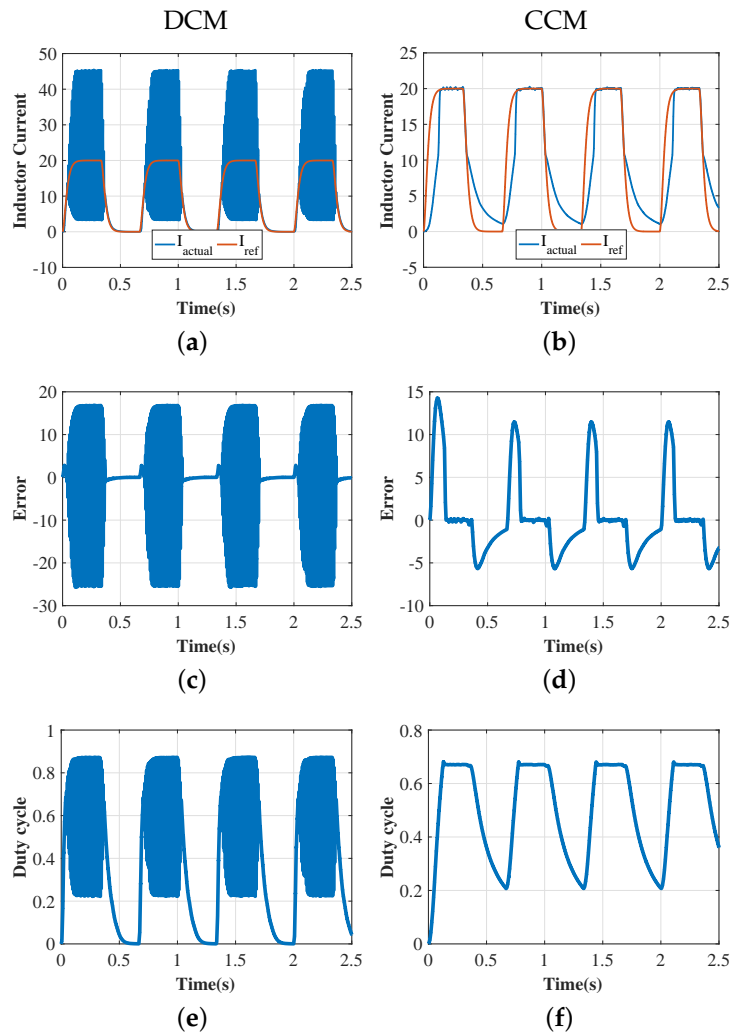 DCM
CCM
50
40
30
20
10
0
-10
Inductor Current
I_actual I_ref
0 0.5 1 1.5 2 2.5
Time(s)
(a)
25
20
15
10
5
0
-5
Inductor Current
I_actual I_ref
0 0.5 1 1.5 2 2.5
Time(s)
(b)
20
10
0
-10
-20
-30
Error
0 0.5 1 1.5 2 2.5
Time(s)
(c)
15
10
5
0
-5
-10
Error
0 0.5 1 1.5 2 2.5
Time(s)
(d)
1
0.8
0.6
0.4
0.2
0
Duty cycle
0 0.5 1 1.5 2 2.5
Time(s)
(e)
0.8
0.6
0.4
0.2
0
Duty cycle
0 0.5 1 1.5 2 2.5
Time(s)
(f)